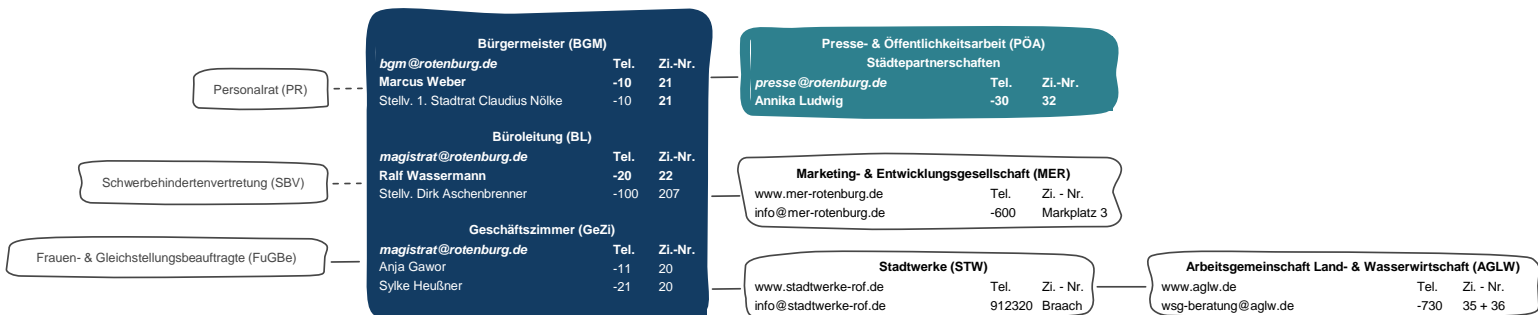 Personalrat (PR)
Schwerbehindertenvertretung (SBV)
Frauen- & Gleichstellungsbeauftragte (FuGBe)
Bürgermeister (BGM)
bgm@rotenburg.de Tel. Zi.-Nr.
Marcus Weber -10 21
Stellv. 1. Stadtrat Claudius Nölke -10 21
Büroleitung (BL)
magistrat@rotenburg.de Tel. Zi.-Nr.
Ralf Wassermann -20 22
Stellv. Dirk Aschenbrenner -100 207
Geschäftszimmer (GeZi)
magistrat@rotenburg.de Tel. Zi.-Nr.
Anja Gawor -11 20
Sylke Heußner -21 20
Presse- & Öffentlichkeitsarbeit (PÖA)
Städtepartnerschaften
presse@rotenburg.de Tel. Zi.-Nr.
Annika Ludwig -30 32
Marketing- & Entwicklungsgesellschaft (MER)
www.mer-rotenburg.de Tel. Zi. - Nr.
info@mer-rotenburg.de -600 Markplatz 3
Stadtwerke (STW)
www.stadtwerke-rof.de Tel. Zi. - Nr.
info@stadtwerke-rof.de 912320 Braach
Arbeitsgemeinschaft Land- & Wasserwirtschaft (AGLW)
www.aglw.de Tel. Zi. - Nr.
wsg-beratung@aglw.de -730 35 + 36